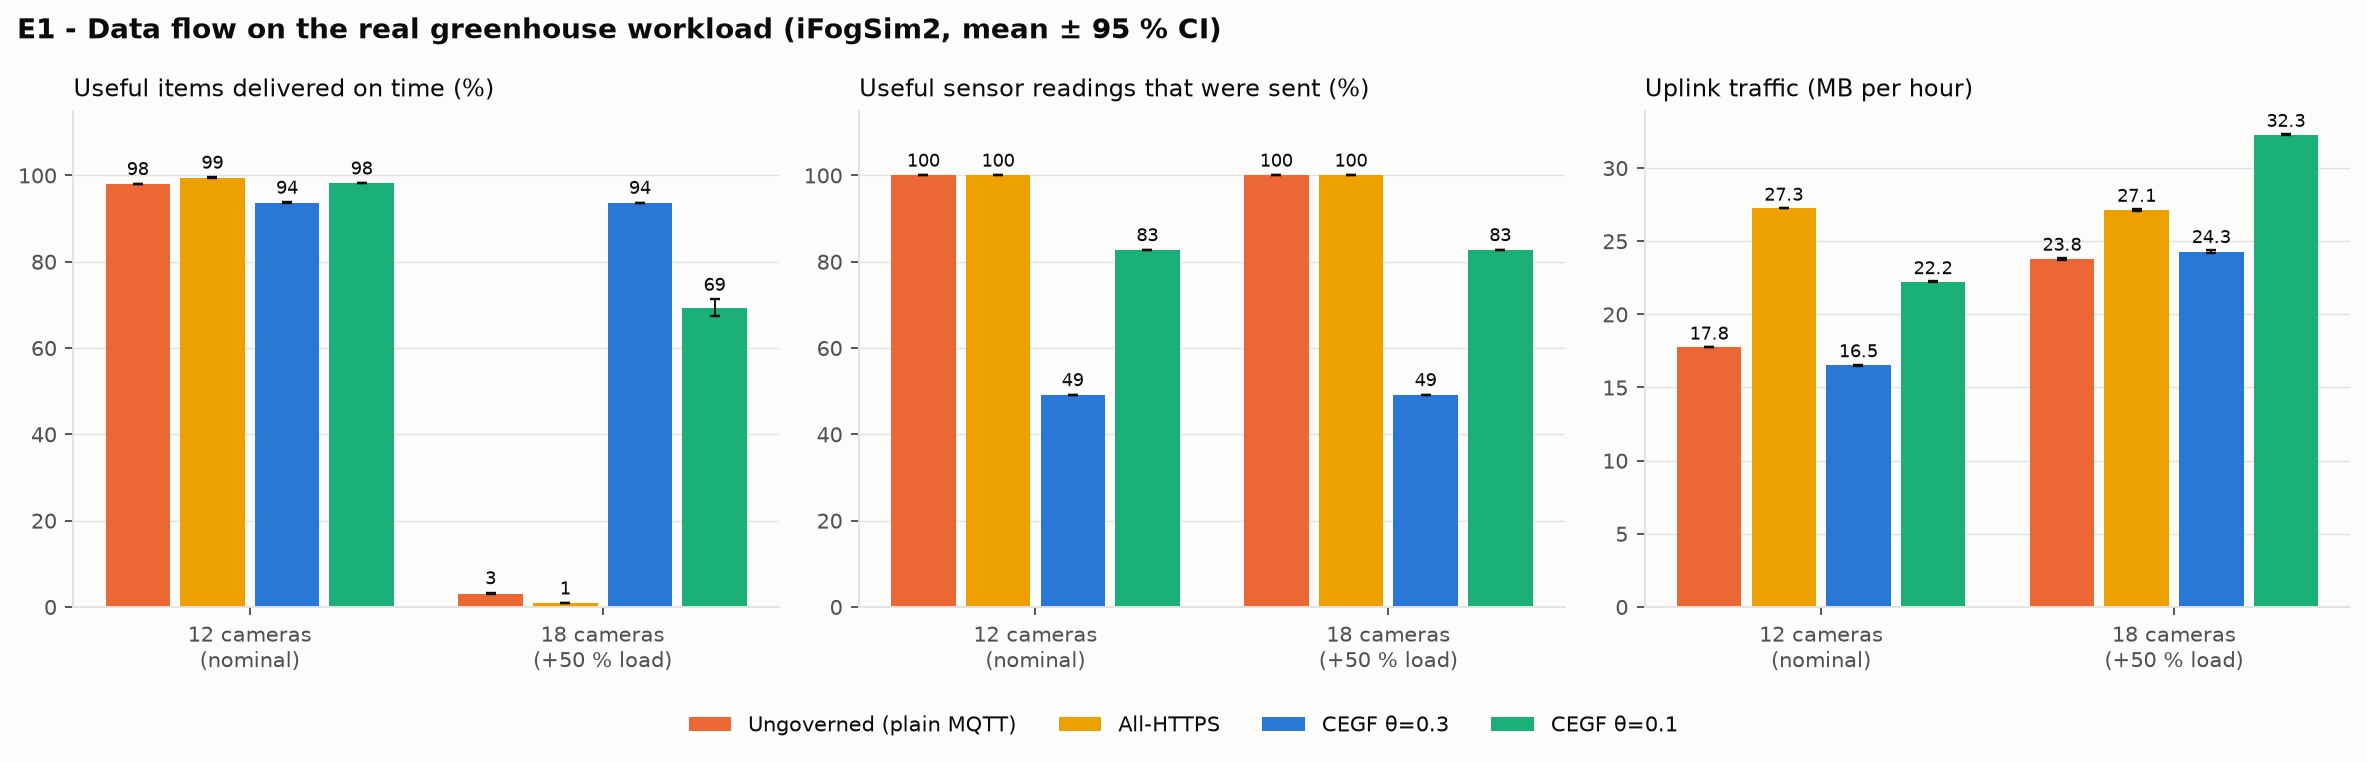 E1 - Data flow on the real greenhouse workload (iFogSim2, mean ± 95 % CI)
Useful items delivered on time (%)
100
80
60
40
20
0
98
99
94
98
3
1
94
69
12 cameras
(nominal)
18 cameras
(+50 % load)
Useful sensor readings that were sent (%)
100
80
60
40
20
0
100
100
49
83
100
100
49
83
12 cameras
(nominal)
18 cameras
(+50 % load)
Uplink traffic (MB per hour)
30
25
20
15
10
5
0
17.8
27.3
16.5
22.2
23.8
27.1
24.3
32.3
12 cameras
(nominal)
18 cameras
(+50 % load)
Ungoverned (plain MQTT)
All-HTTPS
CEGF θ=0.3
CEGF θ=0.1